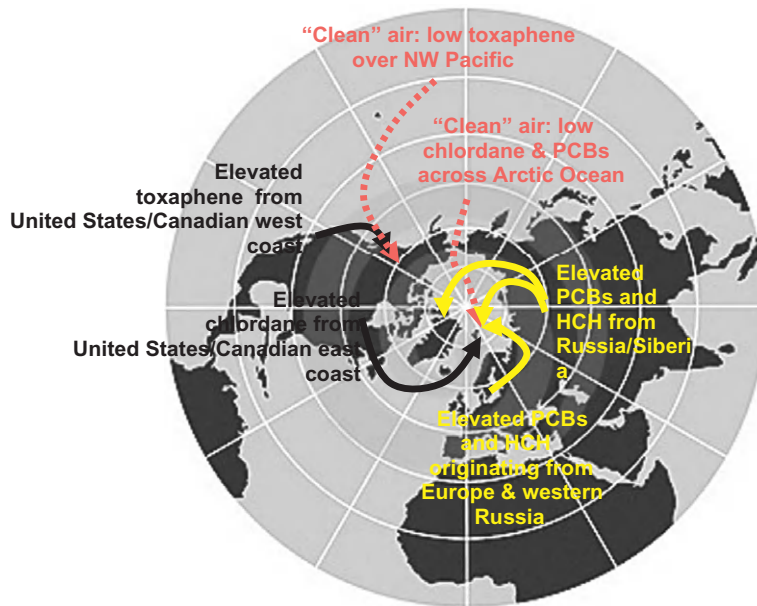 “Clean” air: low toxaphene
over NW Pacific
“Clean” air: low
chlordane & PCBs
across Arctic Ocean
Elevated
toxaphene from
United States/Canadian west
coast
Elevated
chlordane from
United States/Canadian east
coast
Elevated
PCBs and
HCH from
Russia/Siberi
a
Elevated PCBs
and HCH
originating from
Europe & western
Russia